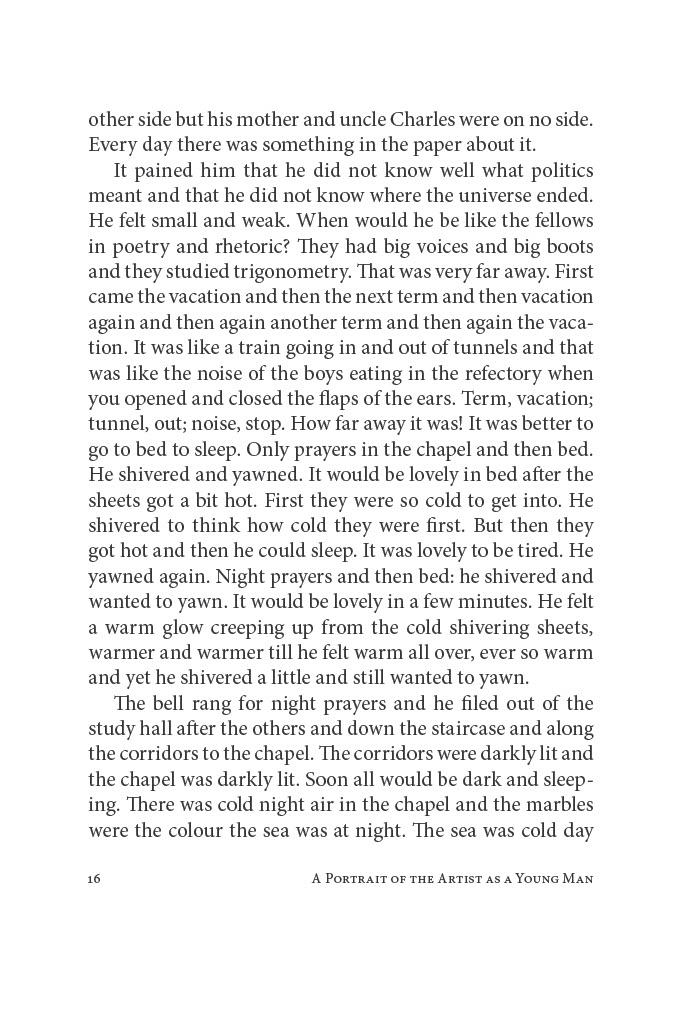 other side but his mother and uncle Charles were on no side.
Every day there was something in the paper about it.
It pained him that he did not know well what politics
meant and that he did not know where the universe ended.
He felt small and weak. When would he be like the fellows
in poetry and rhetoric? They had big voices and big boots
and they studied trigonometry. That was very far away. First
came the vacation and then the next term and then vacation
again and then again another term and then again the vaca-
tion. It was like a train going in and out of tunnels and that
was like the noise of the boys eating in the refectory when
you opened and closed the flaps of the ears. Term, vacation;
tunnel, out; noise, stop. How far away it was! It was better to
go to bed to sleep. Only prayers in the chapel and then bed.
He shivered and yawned. It would be lovely in bed after the
sheets got a bit hot. First they were so cold to get into. He
shivered to think how cold they were first. But then they
got hot and then he could sleep. It was lovely to be tired. He
yawned again. Night prayers and then bed: he shivered and
wanted to yawn. It would be lovely in a few minutes. He felt
a warm glow creeping up from the cold shivering sheets,
warmer and warmer till he felt warm all over, ever so warm
and yet he shivered a little and still wanted to yawn.
The bell rang for night prayers and he filed out of the
study hall after the others and down the staircase and along
the corridors to the chapel. The corridors were darkly lit and
the chapel was darkly lit. Soon all would be dark and sleep-
ing. There was cold night air in the chapel and the marbles
were the colour the sea was at night. The sea was cold day
16 A Portrait of the Artist as a Young Man